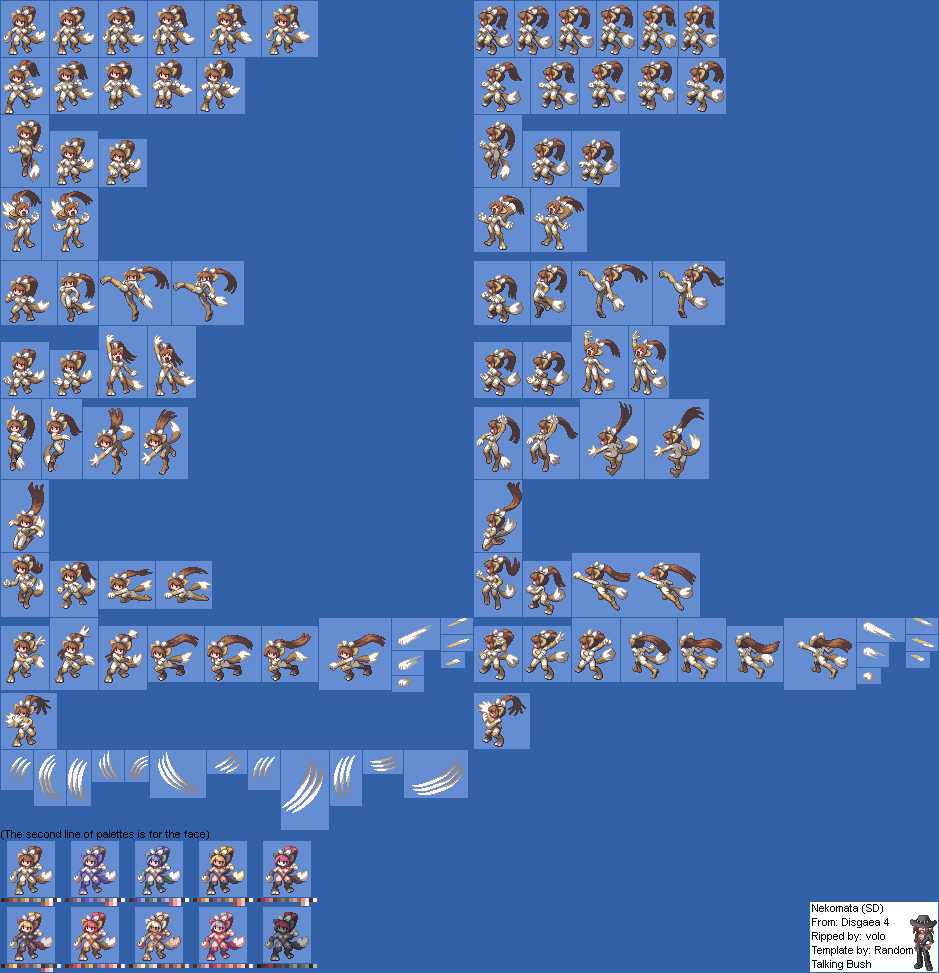 (The second line of palettes is for the face)
Nekomata (SD)
From: Disgaea 4
Ripped by: volo
Template by: Random
Talking Bush